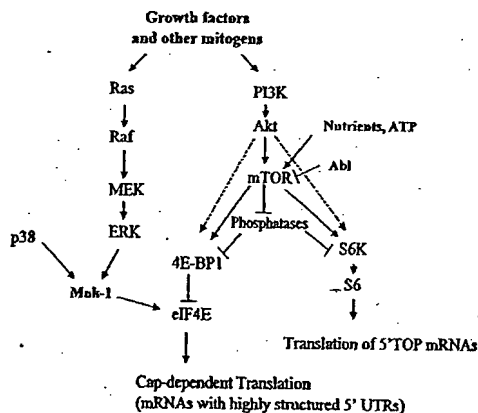 Growth factors
and other mitogens
Ras
PI3K
Raf
Akt
Nutrients, ATP
Abl
MEK
mTOR
ERK
Phosphatases
p38
4E-BP1
S6K
Mnk-1
eIF4E
S6
Translation of 5'TOP mRNAs
Cap-dependent Translation
(mRNAs with highly structured 5' UTRs)